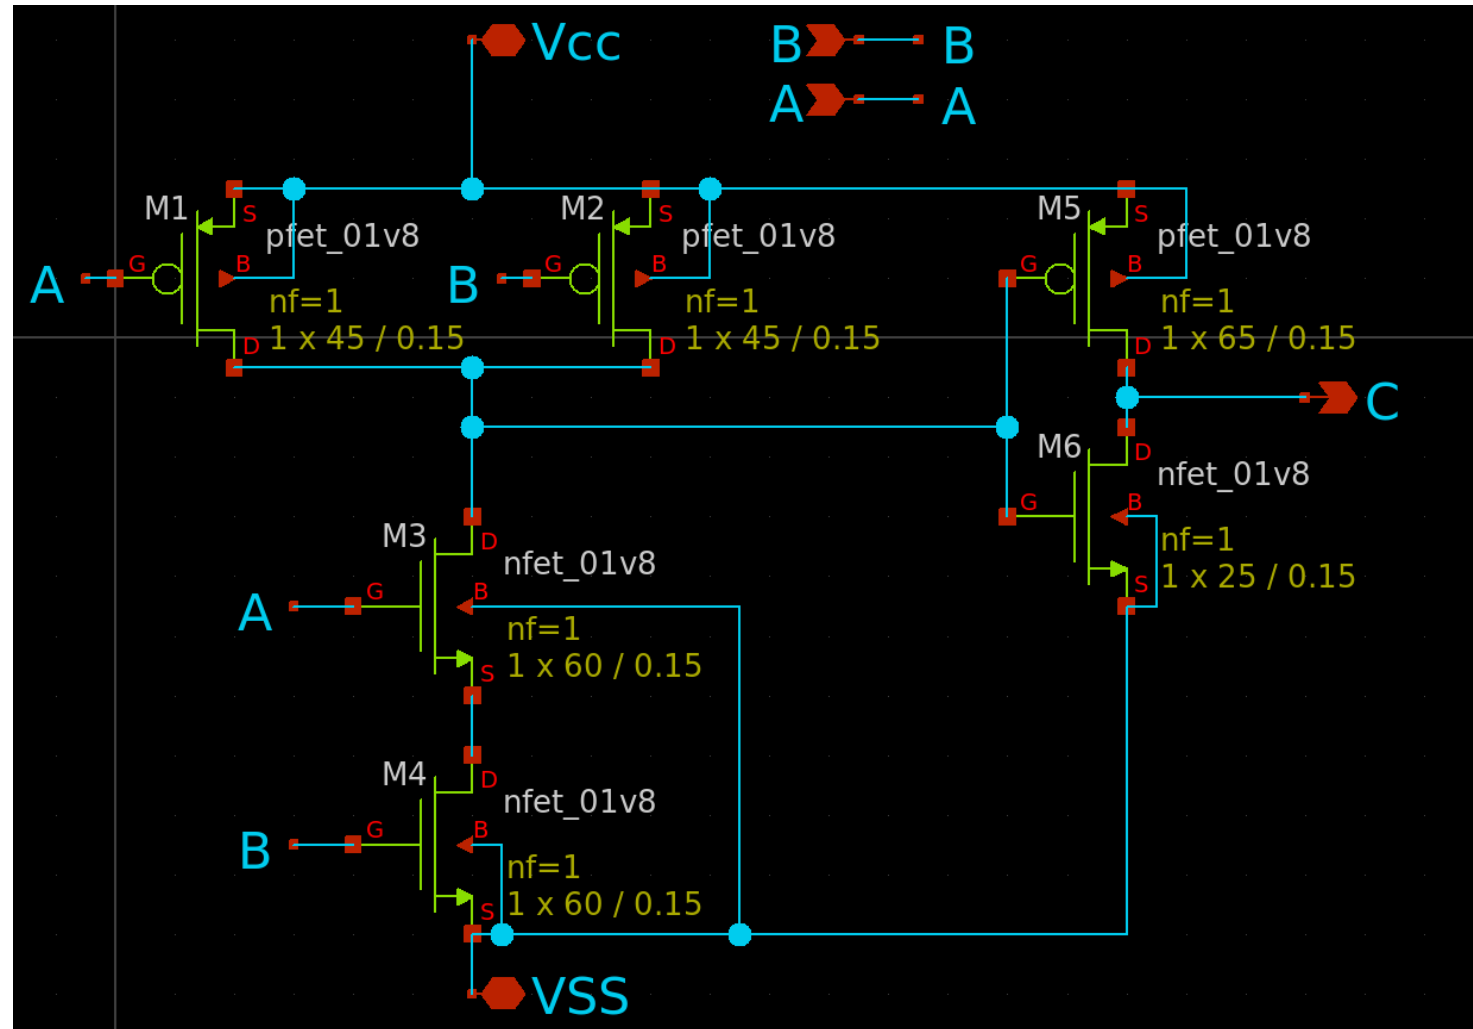 Vcc
B B
A A
M1
S
pfet_01v8
A
G
B
nf=1
1 x 45 / 0.15
D
M2
S
pfet_01v8
B
G
B
nf=1
1 x 45 / 0.15
D
M5
S
pfet_01v8
G
B
nf=1
1 x 65 / 0.15
D
C
M6
D
nfet_01v8
G
B
nf=1
1 x 25 / 0.15
S
M3
D
nfet_01v8
A
G
B
nf=1
1 x 60 / 0.15
S
M4
D
nfet_01v8
B
G
B
nf=1
1 x 60 / 0.15
S
VSS